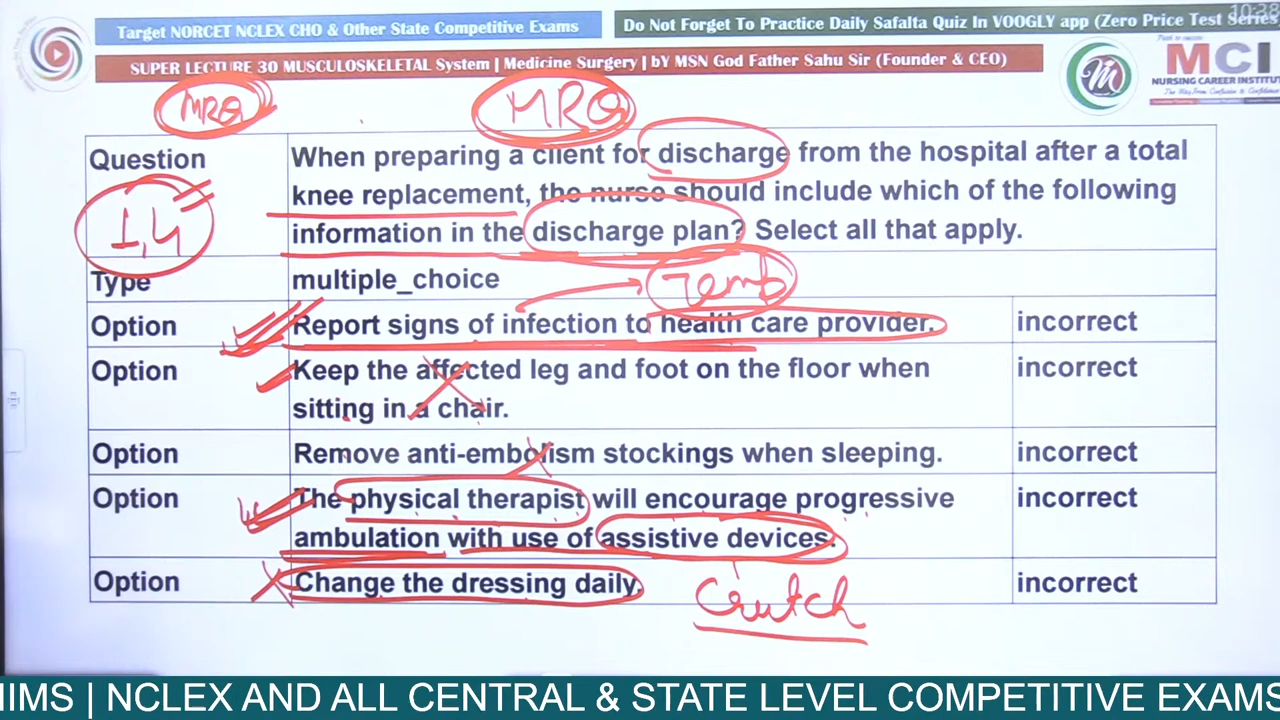 10:38
Target NORCET NCLEX CHO & Other State Competitive Exams
Do Not Forget To Practice Daily Safalta Quiz In VOOGLY app (Zero Price Test Series
SUPER LECTURE 30 MUSCULOSKELETAL System | Medicine Surgery | bY MSN God Father Sahu Sir (Founder & CEO)
MCI
NURSING CAREER INSTITUT
MRQ
MRQ
Question
When preparing a client for discharge from the hospital after a total
knee replacement, the nurse should include which of the following
information in the discharge plan? Select all that apply.
1,4
Type
multiple_choice
Temb
Option
Report signs of infection to health care provider.
incorrect
Option
Keep the affected leg and foot on the floor when
sitting in a chair.
incorrect
Option
Remove anti-embolism stockings when sleeping.
incorrect
Option
The physical therapist will encourage progressive
ambulation with use of assistive devices.
incorrect
Option
Change the dressing daily.
incorrect
Crutch
IIMS | NCLEX AND ALL CENTRAL & STATE LEVEL COMPETITIVE EXAMS